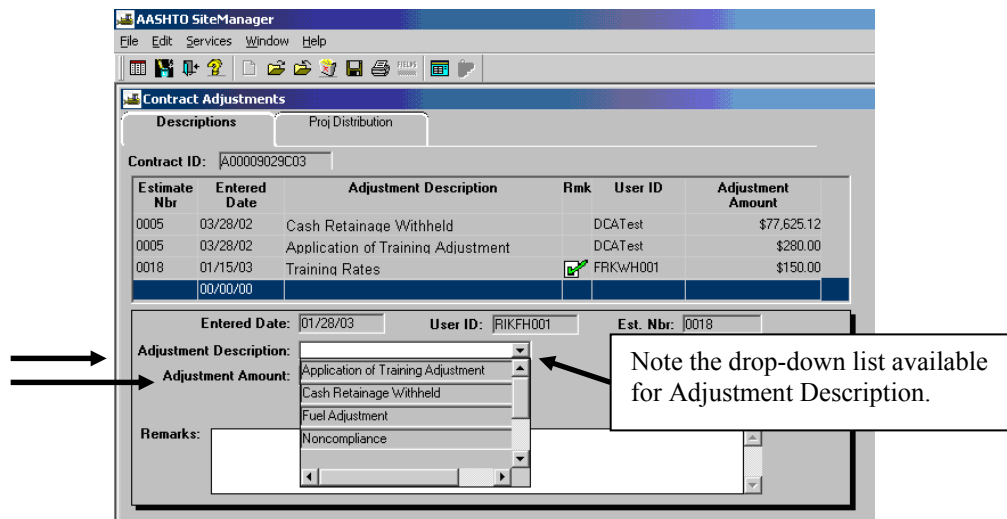 AASHTO SiteManager
File Edit Services Window Help
FIELDS
Contract Adjustments
Descriptions Proj Distribution
Contract ID: A00009029C03
Estimate Nbr Entered Date Adjustment Description Rmk User ID Adjustment Amount
0005 03/28/02 Cash Retainage Withheld DCATest $77,625.12
0005 03/28/02 Application of Training Adjustment DCATest $280.00
0018 01/15/03 Training Rates FRKWH001 $150.00
00/00/00
Entered Date: 01/28/03 User ID: RIKFH001 Est. Nbr: 0018
Adjustment Description:
Adjustment Amount: Application of Training Adjustment
Cash Retainage Withheld
Fuel Adjustment
Remarks: Noncompliance
Note the drop-down list available
for Adjustment Description.